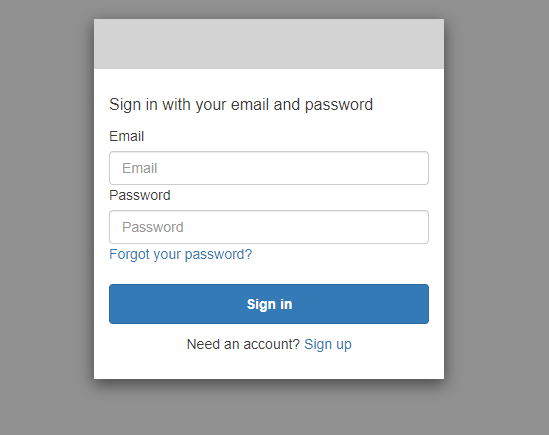 Sign in with your email and password
Email
Email
Password
Password
Forgot your password?
Sign in
Need an account? Sign up